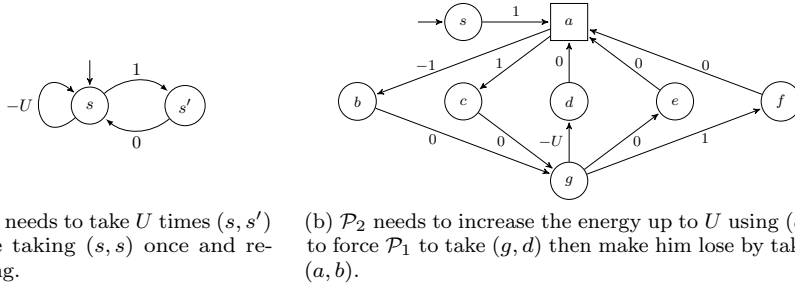 s 1 a
1
−U s s′
0
−1 1 0 0 0
b c d e f
0 0 −U 0 1
g
needs to take U times (s, s′)
taking (s, s) once and re-
(b) P₂ needs to increase the energy up to U using
to force P₁ to take (g, d) then make him lose by
(a, b).